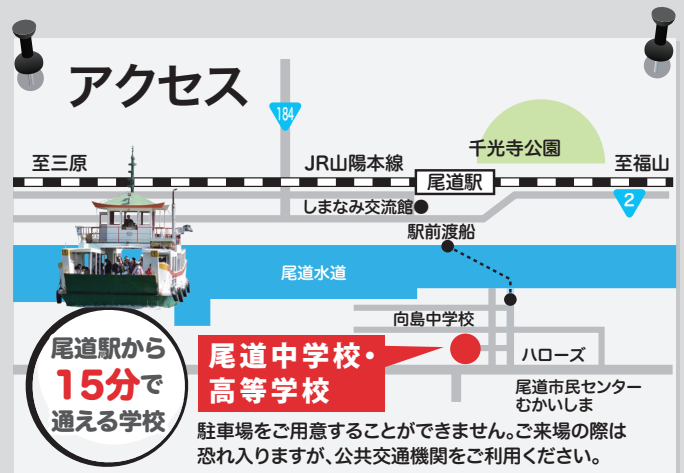 アクセス
184
千光寺公園
至三原
JR山陽本線
至福山
尾道駅
2
しまなみ交流館
駅前渡船
尾道水道
向島中学校
尾道駅から
15分で
通える学校
尾道中学校・
高等学校
ハローズ
尾道市民センター
むかいしま
駐車場をご用意することができません。ご来場の際は
恐れ入りますが、公共交通機関をご利用ください。